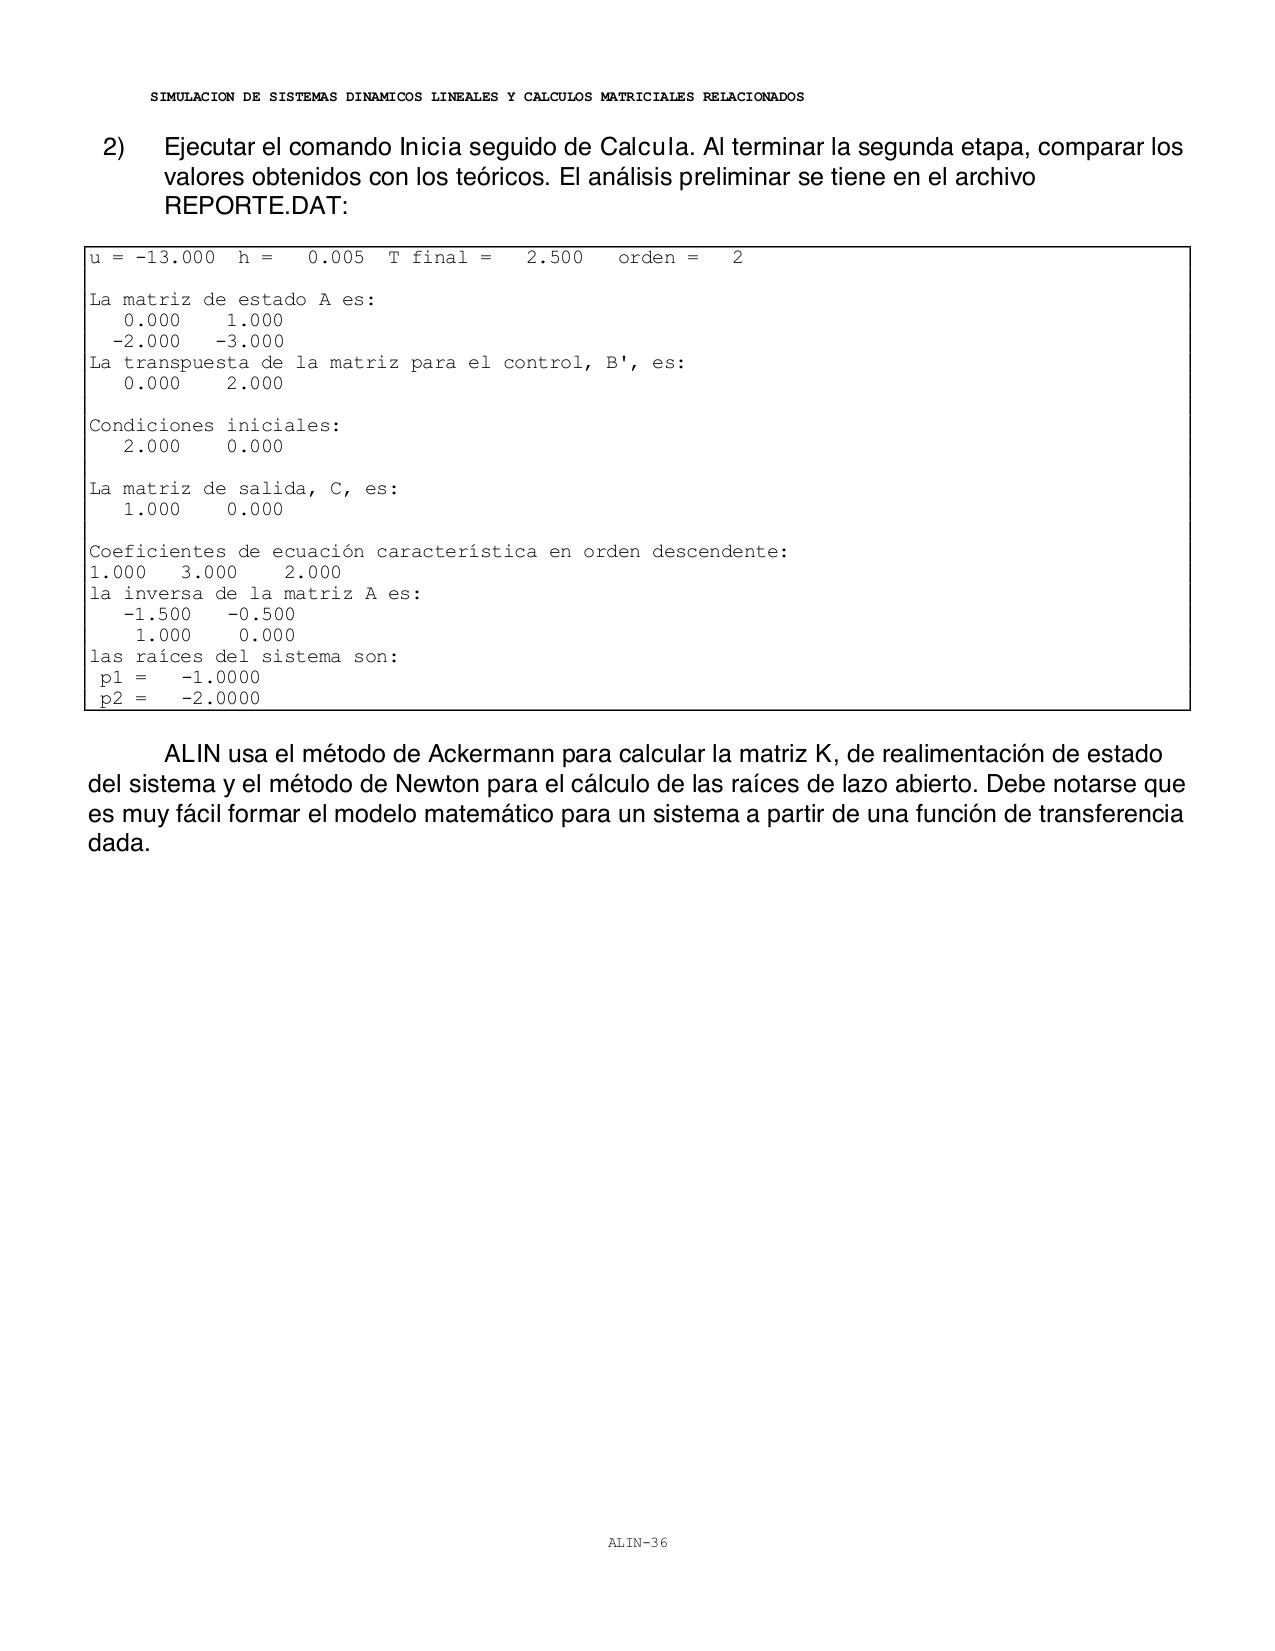 SIMULACION DE SISTEMAS DINAMICOS LINEALES Y CALCULOS MATRICIALES RELACIONADOS
2) Ejecutar el comando Inicia seguido de Calcula. Al terminar la segunda etapa, comparar los
valores obtenidos con los teóricos. El análisis preliminar se tiene en el archivo
REPORTE.DAT:
u = -13.000 h = 0.005 T final = 2.500 orden = 2
La matriz de estado A es:
0.000 1.000
-2.000 -3.000
La transpuesta de la matriz para el control, B', es:
0.000 2.000
Condiciones iniciales:
2.000 0.000
La matriz de salida, C, es:
1.000 0.000
Coeficientes de ecuación característica en orden descendente:
1.000 3.000 2.000
la inversa de la matriz A es:
-1.500 -0.500
1.000 0.000
las raíces del sistema son:
p1 = -1.0000
p2 = -2.0000
ALIN usa el método de Ackermann para calcular la matriz K, de realimentación de estado
del sistema y el método de Newton para el cálculo de las raíces de lazo abierto. Debe notarse que
es muy fácil formar el modelo matemático para un sistema a partir de una función de transferencia
dada.
ALIN-36